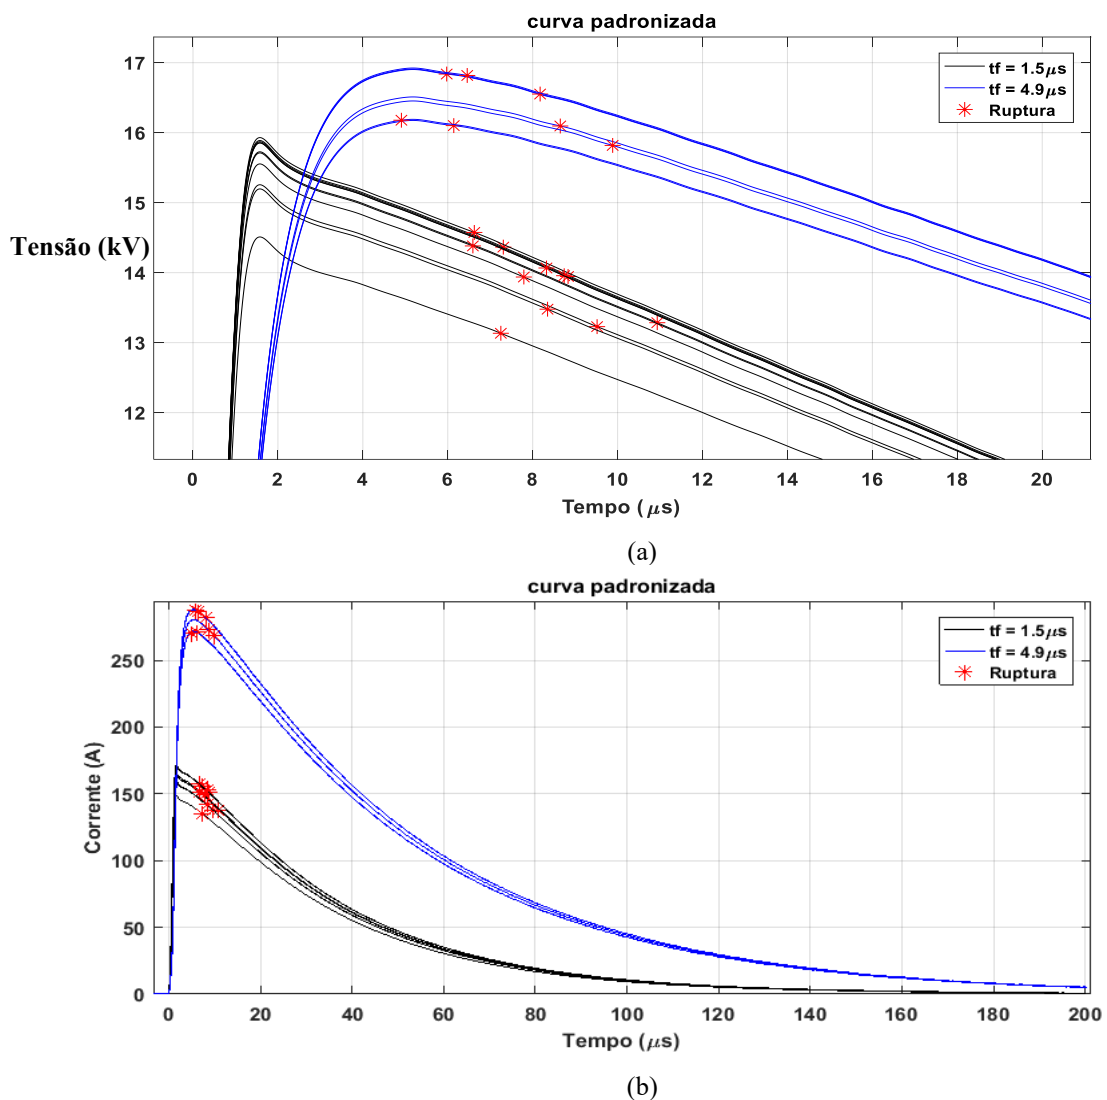 curva padronizada
17
16
15
14
13
12
Tensão (kV)
tf = 1.5μs
tf = 4.9μs
Ruptura
0 2 4 6 8 10 12 14 16 18 20
Tempo (μs)
(a)
curva padronizada
250
200
150
100
50
0
Corrente (A)
tf = 1.5μs
tf = 4.9μs
Ruptura
0 20 40 60 80 100 120 140 160 180 200
Tempo (μs)
(b)